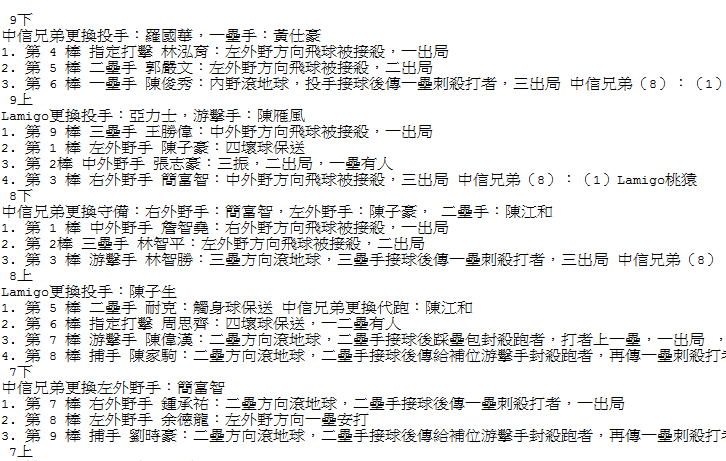 9下
中信兄弟更換投手：羅國華，一壘手：黃仕豪
1. 第 4 棒 指定打擊 林泓育：左外野方向飛球被接殺，一出局
2. 第 5 棒 二壘手 郭嚴文：左外野方向飛球被接殺，二出局
3. 第 6 棒 一壘手 陳俊秀：內野滾地球，投手接球後傳一壘刺殺打者，三出局 中信兄弟（8）：（1）
9上
Lamigo更換投手：亞力士，游擊手：陳雁風
1. 第 9 棒 三壘手 王勝偉：中外野方向飛球被接殺，一出局
2. 第 1 棒 左外野手 陳子豪：四壞球保送
3. 第 2棒 中外野手 張志豪：三振，二出局，一壘有人
4. 第 3 棒 右外野手 簡富智：中外野方向飛球被接殺，三出局 中信兄弟（8）：（1）Lamigo桃猿
8下
中信兄弟更換守備：右外野手：簡富智，左外野手：陳子豪， 二壘手：陳江和
1. 第 1 棒 中外野手 詹智堯：右外野方向飛球被接殺，一出局
2. 第 2棒 三壘手 林智平：左外野方向飛球被接殺，二出局
3. 第 3 棒 游擊手 林智勝：三壘方向滾地球，三壘手接球後傳一壘刺殺打者，三出局 中信兄弟（8）
8上
Lamigo更換投手：陳子生
1. 第 5 棒 二壘手 耐克：觸身球保送 中信兄弟更換代跑：陳江和
2. 第 6 棒 指定打擊 周思齊：四壞球保送，一二壘有人
3. 第 7 棒 游擊手 陳偉漢：二壘方向滾地球，二壘手接球後踩壘包封殺跑者，打者上一壘，一出局 ，
4. 第 8 棒 捕手 陳家駒：二壘方向滾地球，二壘手接球後傳給補位游擊手封殺跑者，再傳一壘刺殺打
7下
中信兄弟更換左外野手：簡富智
1. 第 7 棒 右外野手 鍾承祐：二壘方向滾地球，二壘手接球後傳一壘刺殺打者，一出局
2. 第 8 棒 左外野手 余德龍：左外野方向一壘安打
3. 第 9 棒 捕手 劉時豪：二壘方向滾地球，二壘手接球後傳給補位游擊手封殺跑者，再傳一壘刺殺打
7上